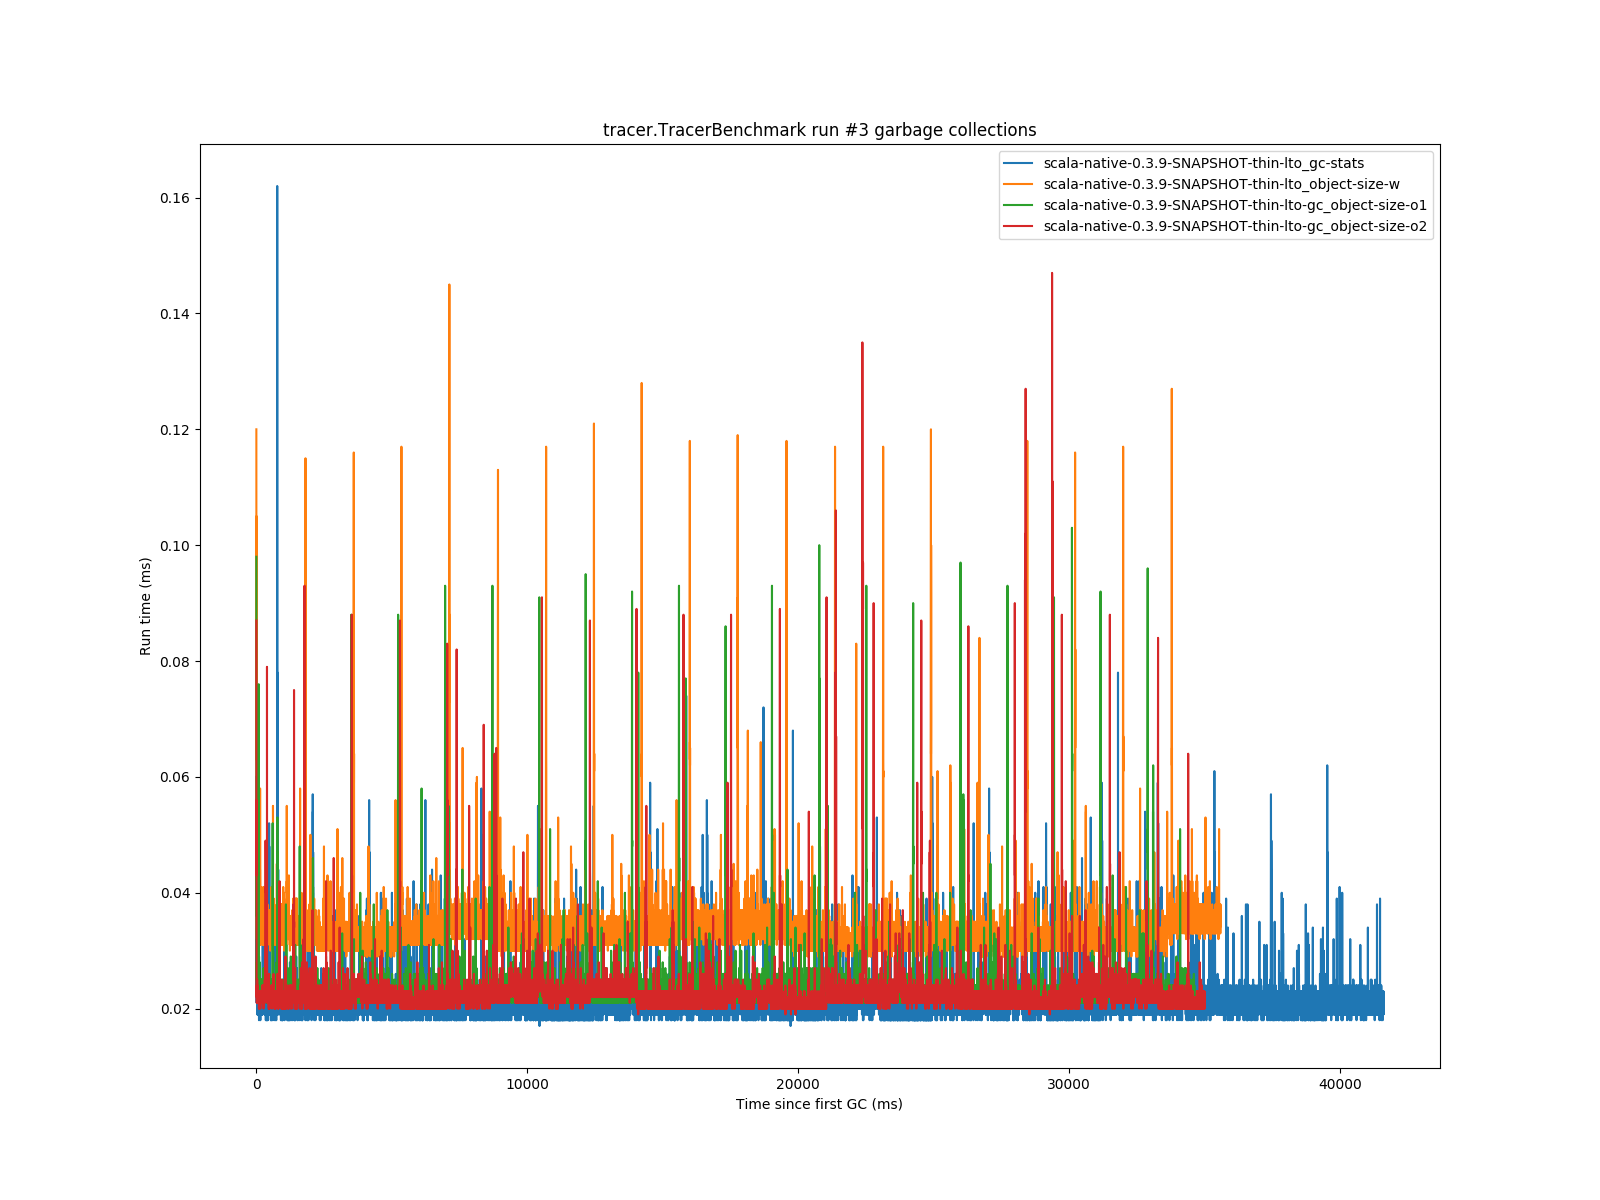 tracer.TracerBenchmark run #3 garbage collections
scala-native-0.3.9-SNAPSHOT-thin-lto_gc-stats
scala-native-0.3.9-SNAPSHOT-thin-lto_object-size-w
scala-native-0.3.9-SNAPSHOT-thin-lto-gc_object-size-o1
scala-native-0.3.9-SNAPSHOT-thin-lto-gc_object-size-o2
0.16
0.14
0.12
0.10
0.08
0.06
0.04
0.02
Run time (ms)
0
10000
20000
30000
40000
Time since first GC (ms)